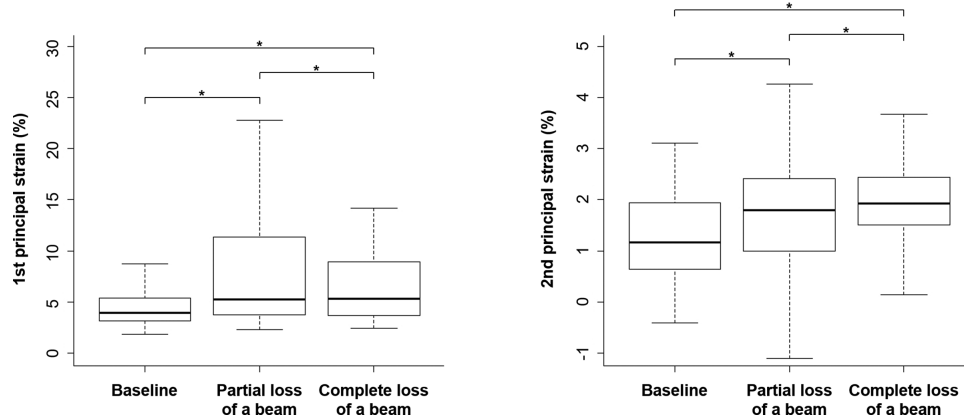 *
*
*
1st principal strain (%)
30
25
20
15
10
5
0
Baseline
Partial loss
of a beam
Complete loss
of a beam
*
*
*
2nd principal strain (%)
5
4
3
2
1
0
-1
Baseline
Partial loss
of a beam
Complete loss
of a beam